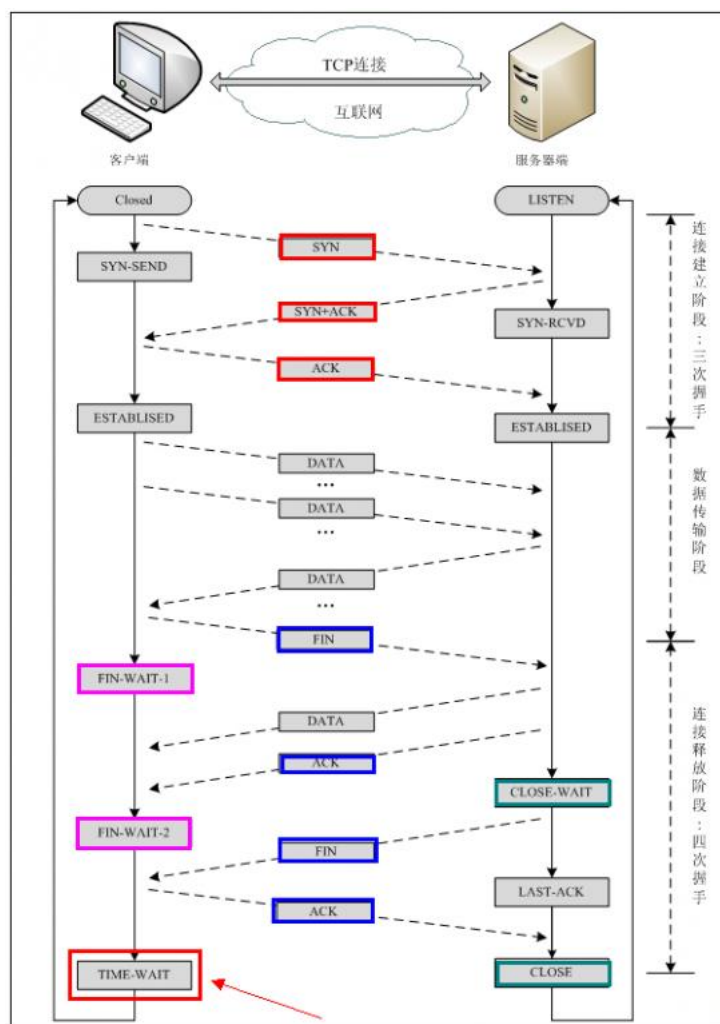 TCP连接
互联网
客户端
服务器端
Closed
LISTEN
SYN
SYN-SEND
SYN+ACK
SYN-RCVD
ACK
ESTABLISED
ESTABLISED
连接建立阶段：三次握手
DATA
...
DATA
...
DATA
...
数据传输阶段
FIN
FIN-WAIT-1
DATA
ACK
CLOSE-WAIT
FIN-WAIT-2
FIN
LAST-ACK
ACK
TIME-WAIT
CLOSE
连接释放阶段：四次握手